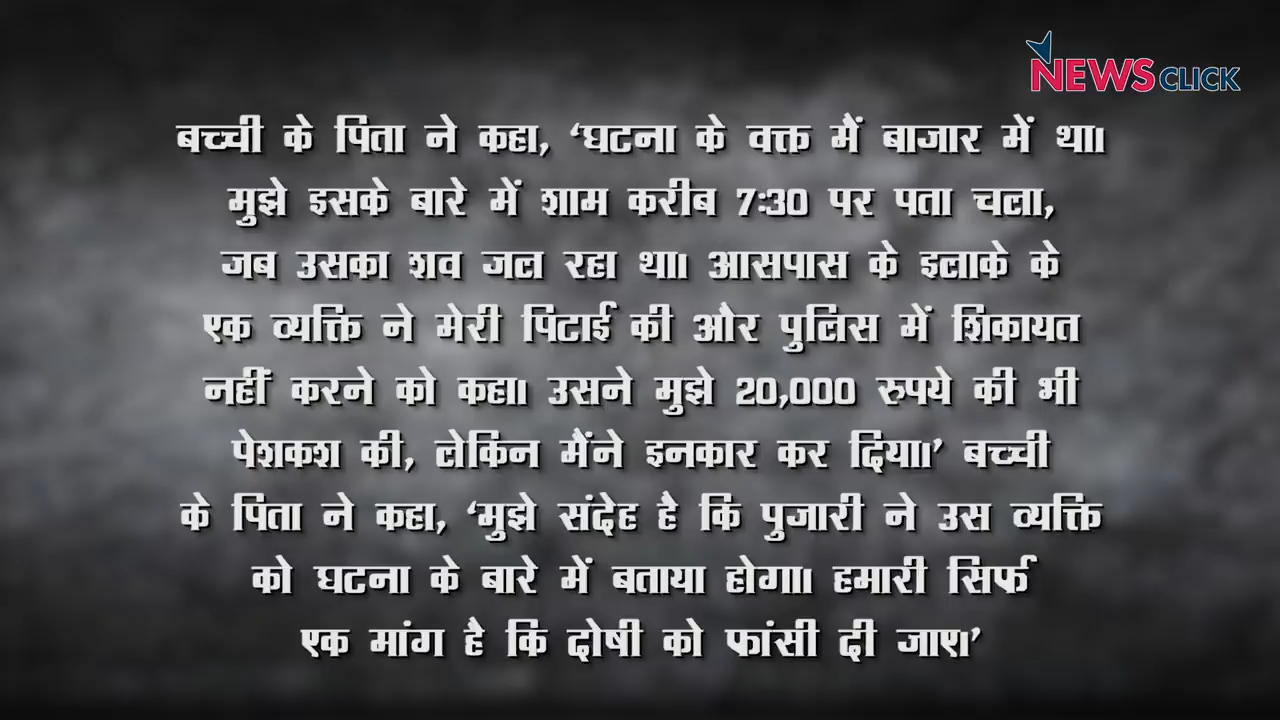 NEWSCLICK
बच्ची के पिता ने कहा, ‘घटना के वक्त मैं बाजार में था।
मुझे इसके बारे में शाम करीब 7:30 पर पता चला,
जब उसका शव जल रहा था। आसपास के इलाके के
एक व्यक्ति ने मेरी पिटाई की और पुलिस में शिकायत
नहीं करने को कहा। उसने मुझे 20,000 रुपये की भी
पेशकश की, लेकिन मैंने इनकार कर दिया।’ बच्ची
के पिता ने कहा, ‘मुझे संदेह है कि पुजारी ने उस व्यक्ति
को घटना के बारे में बताया होगा। हमारी सिर्फ
एक मांग है कि दोषी को फांसी दी जाए।’